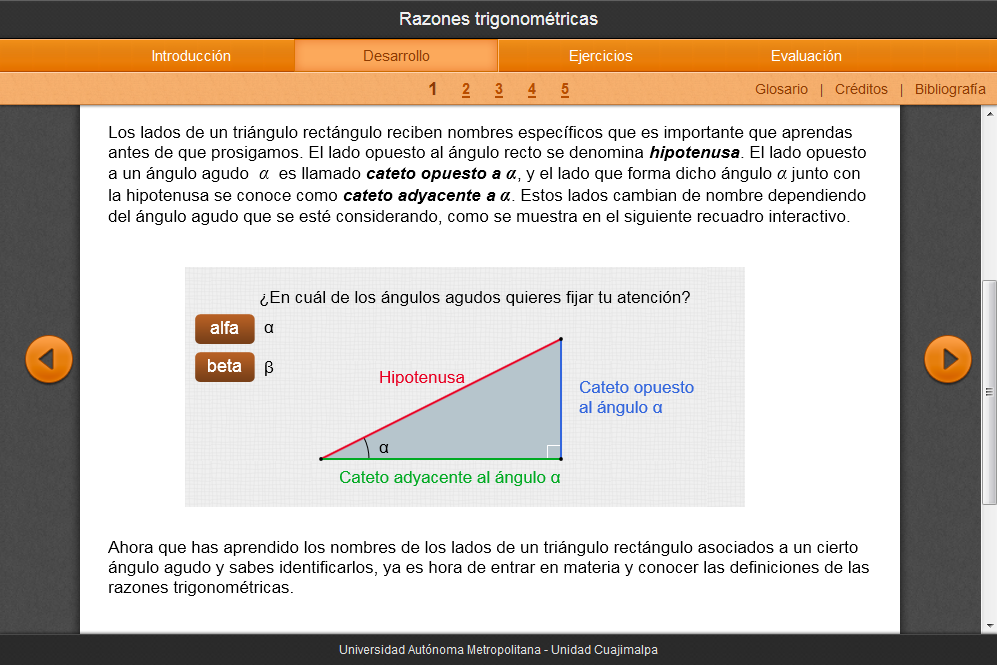 Razones trigonométricas
Introducción
Desarrollo
Ejercicios
Evaluación
1 2 3 4 5
Glosario | Créditos | Bibliografía
Los lados de un triángulo rectángulo reciben nombres específicos que es importante que aprendas
antes de que prosigamos. El lado opuesto al ángulo recto se denomina hipotenusa. El lado opuesto
a un ángulo agudo α es llamado cateto opuesto a α, y el lado que forma dicho ángulo α junto con
la hipotenusa se conoce como cateto adyacente a α. Estos lados cambian de nombre dependiendo
del ángulo agudo que se esté considerando, como se muestra en el siguiente recuadro interactivo.
¿En cuál de los ángulos agudos quieres fijar tu atención?
alfa α
beta β
Hipotenusa
Cateto opuesto
al ángulo α
α
Cateto adyacente al ángulo α
Ahora que has aprendido los nombres de los lados de un triángulo rectángulo asociados a un cierto
ángulo agudo y sabes identificarlos, ya es hora de entrar en materia y conocer las definiciones de las
razones trigonométricas.
Universidad Autónoma Metropolitana - Unidad Cuajimalpa